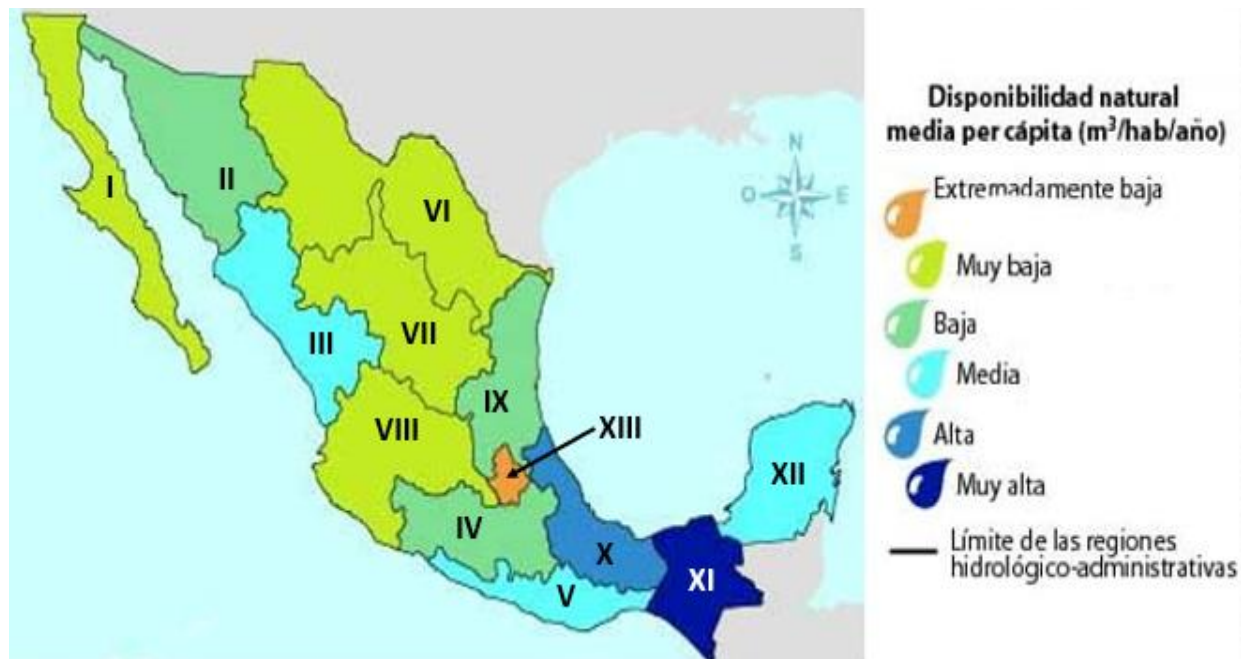 I
II
III
IV
V
VI
VII
VIII
IX
X
XI
XII
XIII
N
O
E
S
Disponibilidad natural
media per cápita (m³/hab/año)
Extremadamente baja
Muy baja
Baja
Media
Alta
Muy alta
Límite de las regiones
hidrológico-administrativas